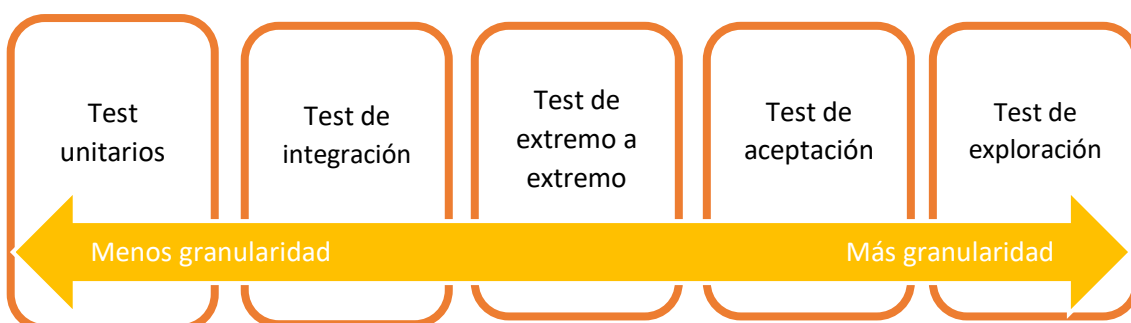 Test
unitarios
Test de
integración
Test de
extremo a
extremo
Test de
aceptación
Test de
exploración
Menos granularidad
Más granularidad